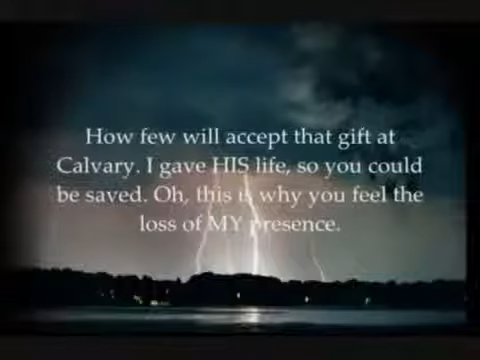 How few will accept that gift at
Calvary. I gave HIS life, so you could
be saved. Oh, this is why you feel the
loss of MY presence.